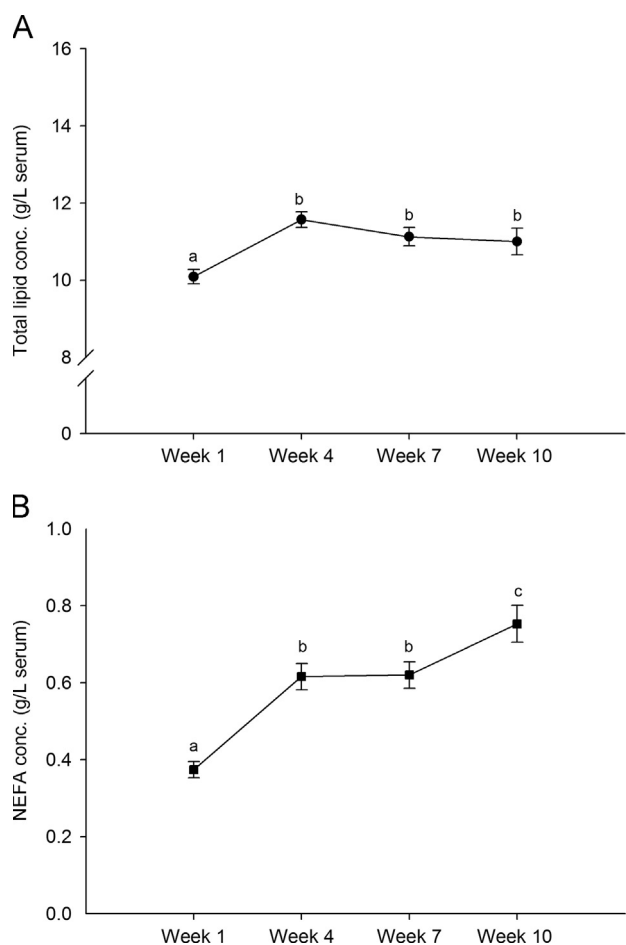 A
Total lipid conc. (g/L serum)
16
14
12
10
8
0
a
b
b
b
Week 1
Week 4
Week 7
Week 10
B
NEFA conc. (g/L serum)
1.0
0.8
0.6
0.4
0.2
0.0
a
b
b
c
Week 1
Week 4
Week 7
Week 10